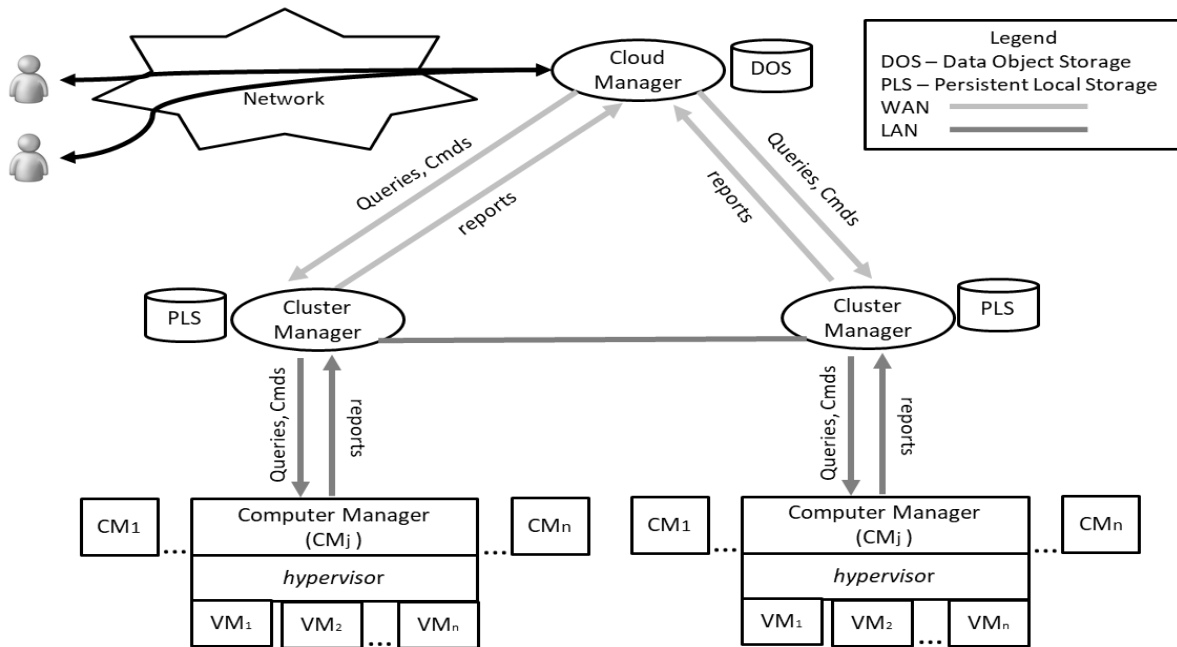 Cloud
Manager
DOS
Legend
DOS – Data Object Storage
PLS – Persistent Local Storage
WAN
LAN
Network
Queries, Cmds
reports
reports
Queries, Cmds
PLS
Cluster
Manager
Cluster
Manager
PLS
Queries, Cmds
reports
Queries, Cmds
reports
CM1
...
Computer Manager
(CMj )
...
CMn
hypervisor
VM1
VM2
...
VMn
CM1
...
Computer Manager
(CMj )
...
CMn
hypervisor
VM1
VM2
...
VMn